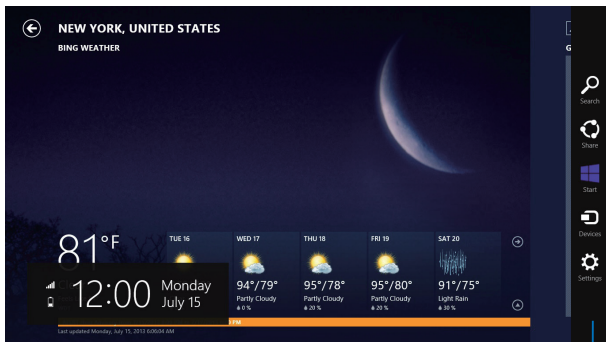 NEW YORK, UNITED STATES
BING WEATHER
G
Search
Share
Start
Devices
Settings
81°F
TUE 16
WED 17
94°/79°
Partly Cloudy
0 %
THU 18
95°/78°
Partly Cloudy
20 %
FRI 19
95°/80°
Partly Cloudy
20 %
SAT 20
91°/75°
Light Rain
30 %
12:00
Monday
July 15
PM
Last updated Monday, July 15, 2013 6:06:04 AM